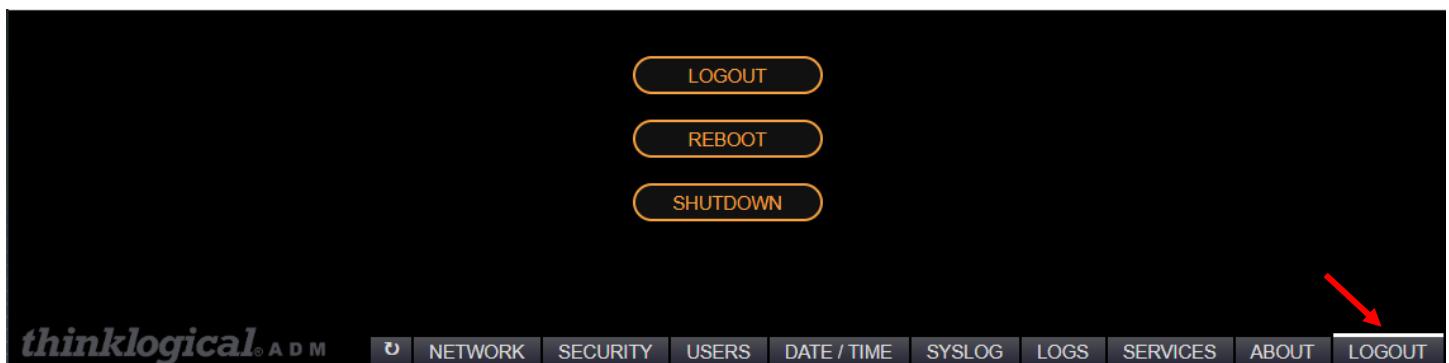 LOGOUT
REBOOT
SHUTDOWN
thinklogical® ADM ↻ NETWORK SECURITY USERS DATE / TIME SYSLOG LOGS SERVICES ABOUT LOGOUT